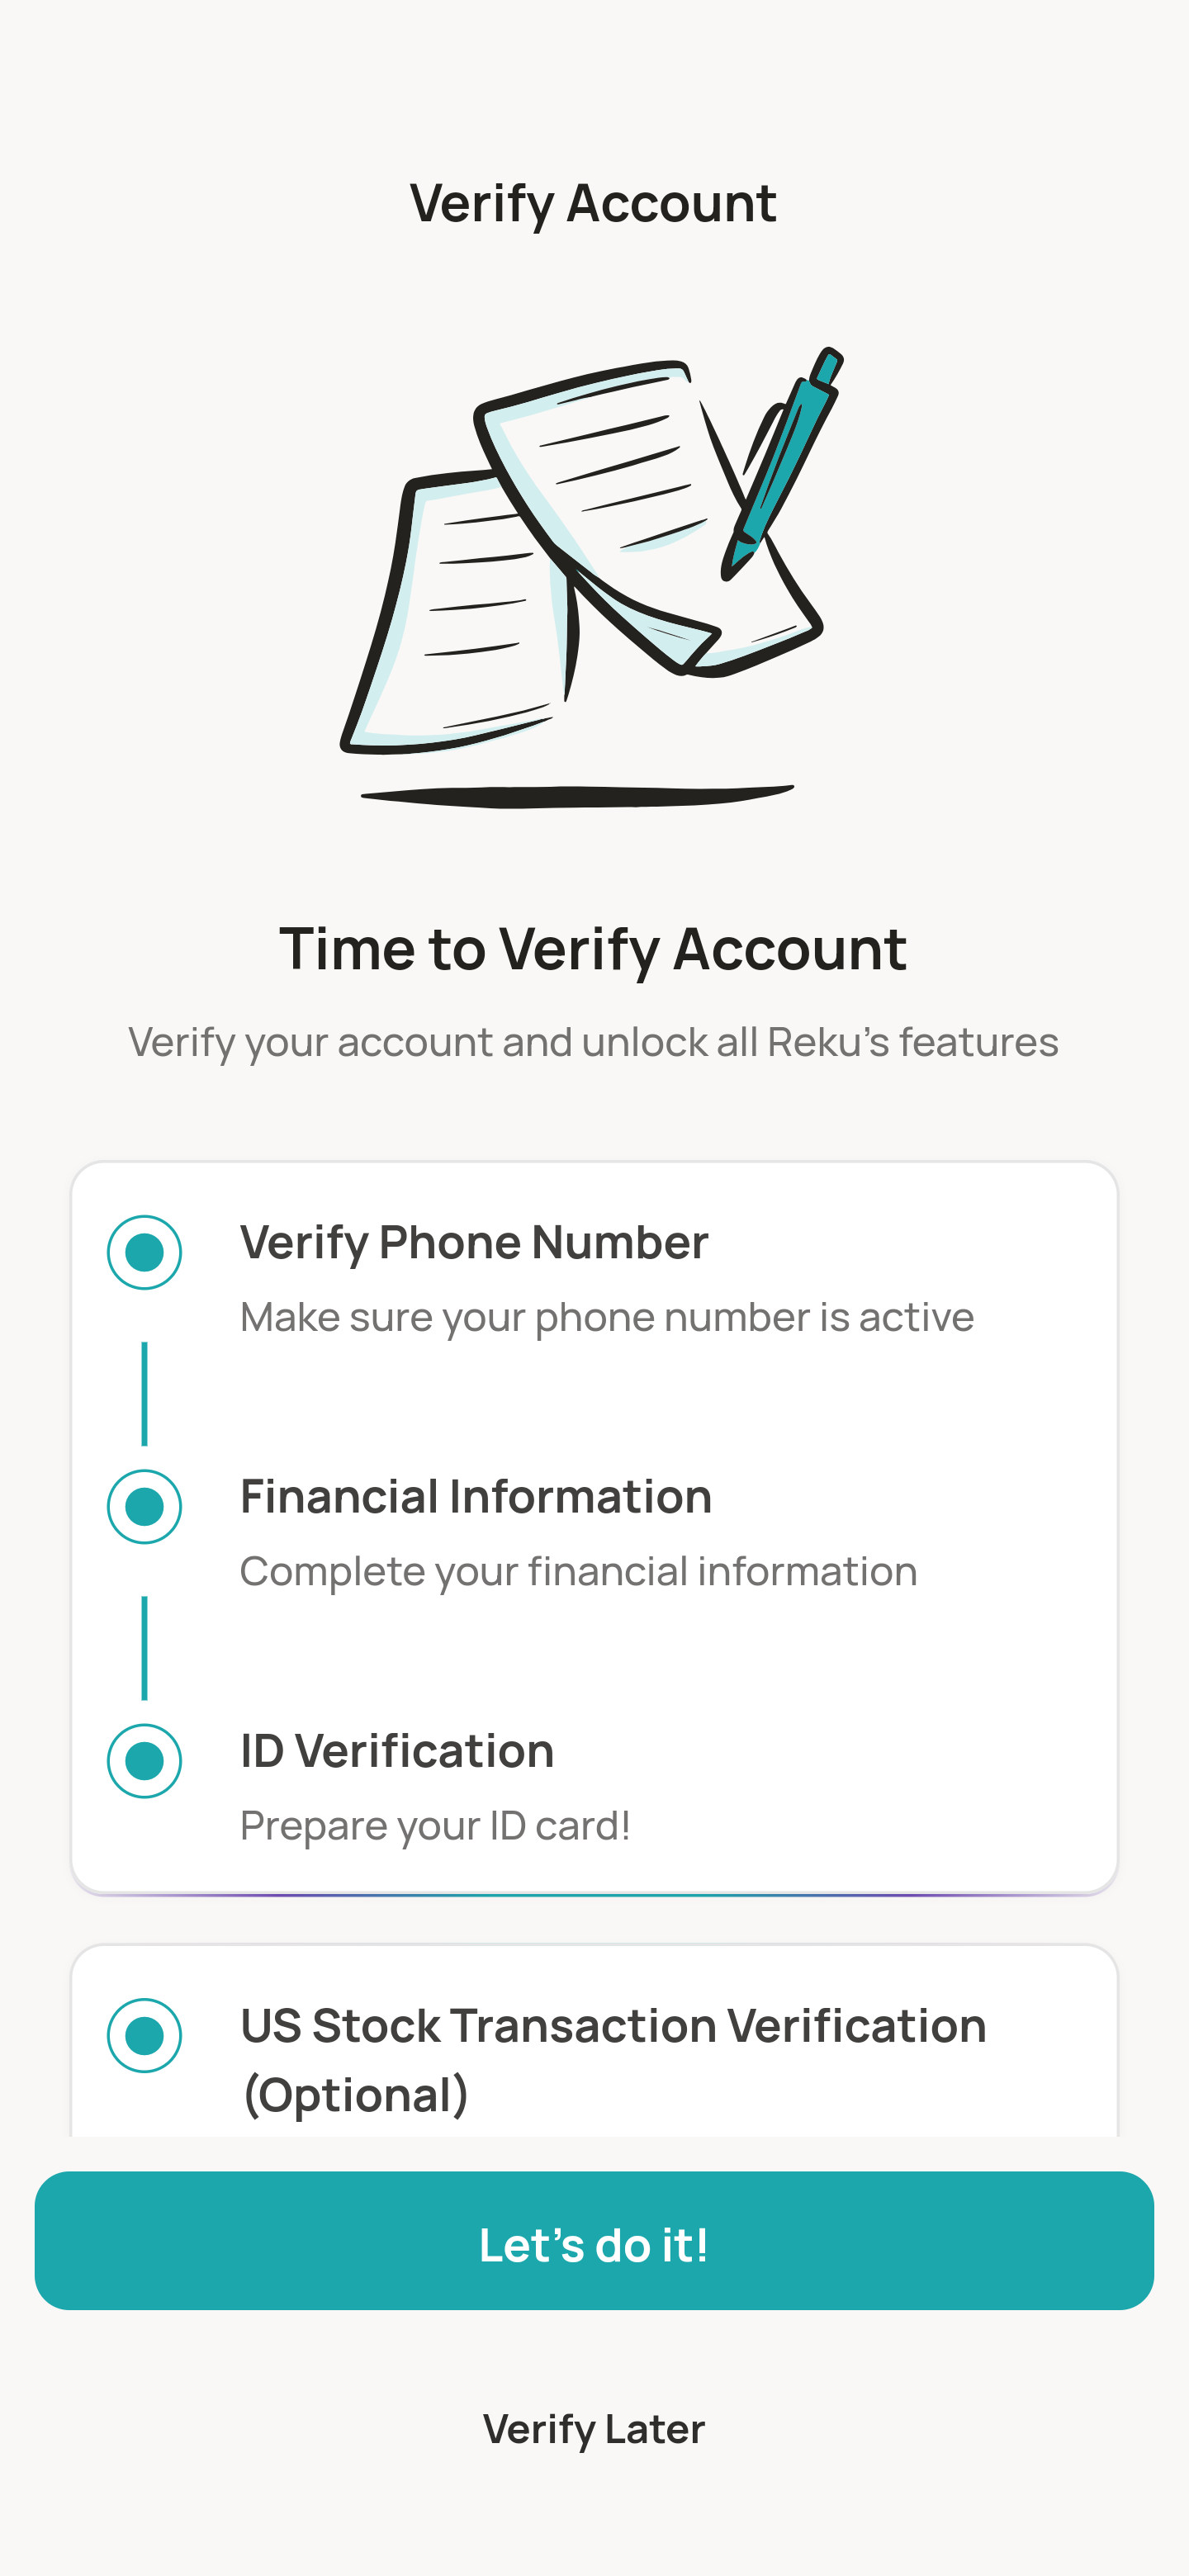 Verify Account
Time to Verify Account
Verify your account and unlock all Reku's features
Verify Phone Number
Make sure your phone number is active
Financial Information
Complete your financial information
ID Verification
Prepare your ID card!
US Stock Transaction Verification
(Optional)
Let's do it!
Verify Later